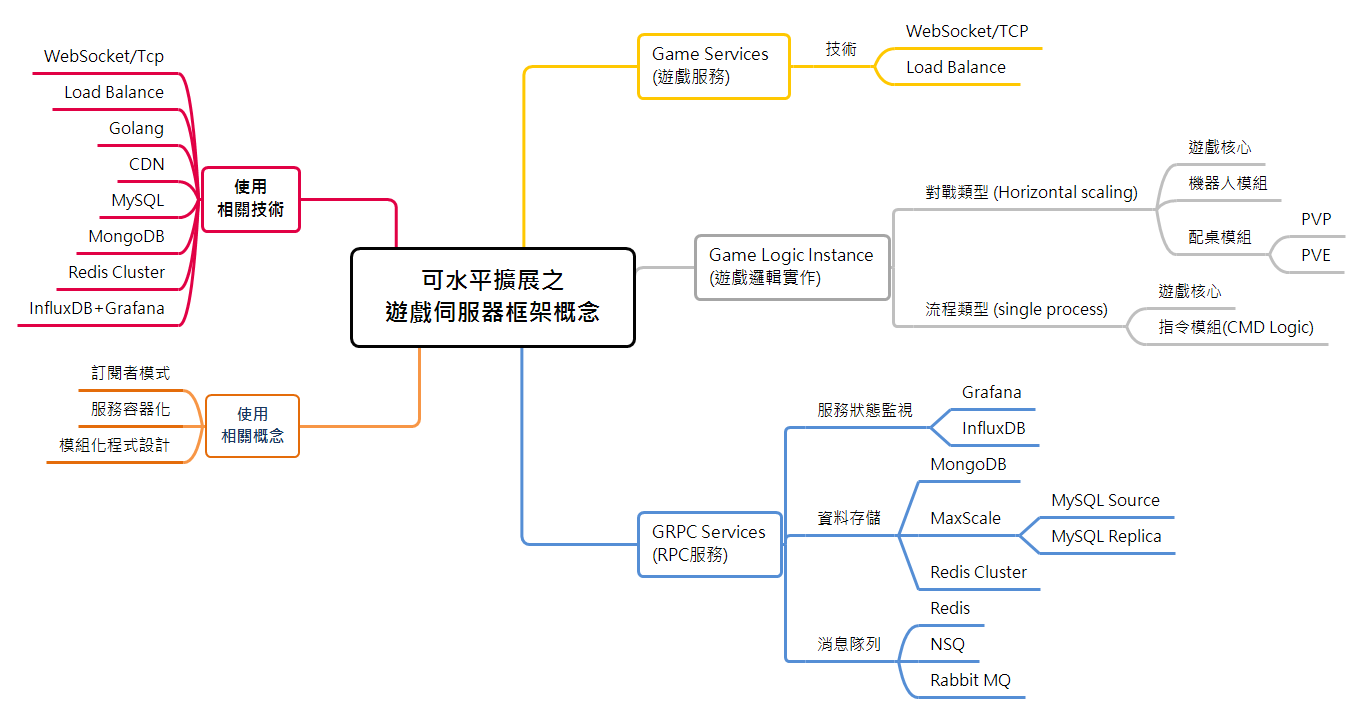 可水平擴展之
遊戲伺服器框架概念
使用
相關技術
WebSocket/Tcp
Load Balance
Golang
CDN
MySQL
MongoDB
Redis Cluster
InfluxDB+Grafana
使用
相關概念
訂閱者模式
服務容器化
模組化程式設計
Game Services
(遊戲服務)
技術
WebSocket/TCP
Load Balance
Game Logic Instance
(遊戲邏輯實作)
對戰類型 (Horizontal scaling)
遊戲核心
機器人模組
配桌模組
PVP
PVE
流程類型 (single process)
遊戲核心
指令模組(CMD Logic)
GRPC Services
(RPC服務)
服務狀態監視
Grafana
InfluxDB
資料存儲
MongoDB
MaxScale
MySQL Source
MySQL Replica
Redis Cluster
消息隊列
Redis
NSQ
Rabbit MQ